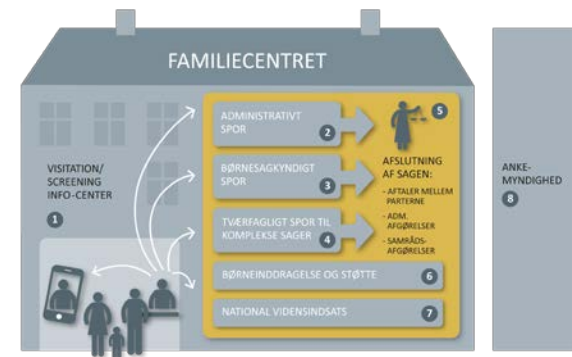 FAMILIECENTRET
VISITATION/
SCREENING
INFO-CENTER
1
ADMINISTRATIVT
SPOR
2
BØRNESAGKYNDIGT
SPOR
3
TVÆRFAGLIGT SPOR TIL
KOMPLEKSE SAGER
4
5
AFSLUTNING
AF SAGEN:
- AFTALER MELLEM
PARTERNE
- ADM.
AFGØRELSER
- SAMRÅDS-
AFGØRELSER
BØRNEINDDRAGELSE OG STØTTE
6
NATIONAL VIDENSINDSATS
7
ANKE-
MYNDIGHED
8